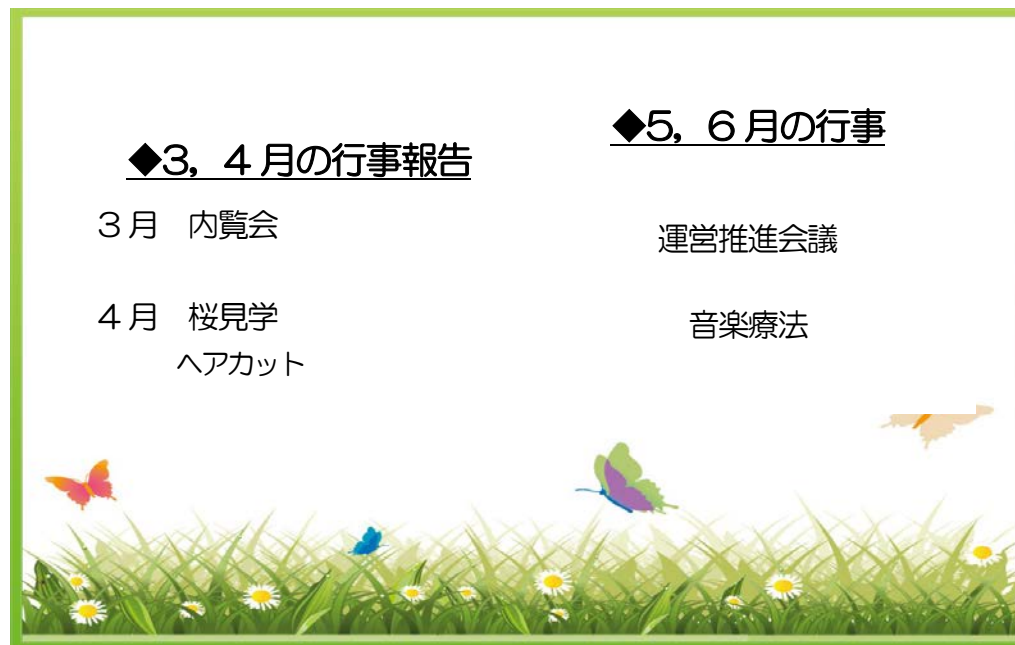 ◆3，4月の行事報告
3月　内覧会
4月　桜見学
ヘアカット
◆5，6月の行事
運営推進会議
音楽療法